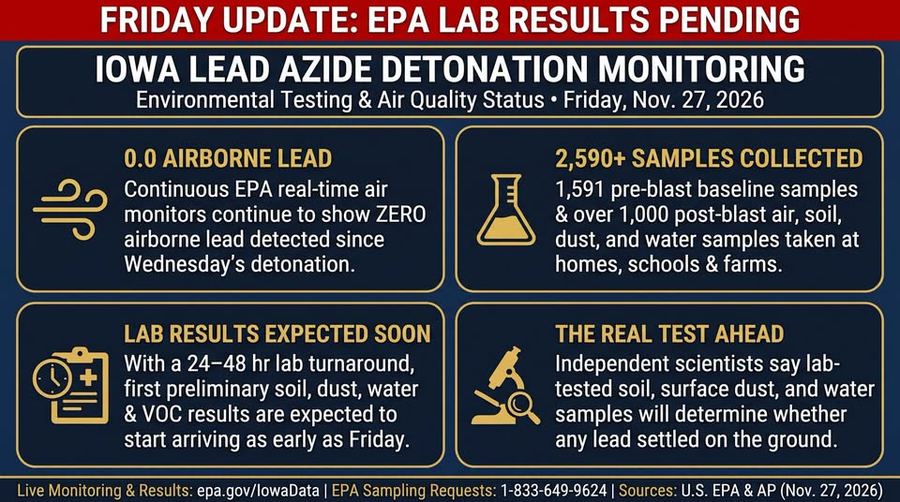 FRIDAY UPDATE: EPA LAB RESULTS PENDING
IOWA LEAD AZIDE DETONATION MONITORING
Environmental Testing & Air Quality Status • Friday, Nov. 27, 2026
0.0 AIRBORNE LEAD
Continuous EPA real-time air
monitors continue to show ZERO
airborne lead detected since
Wednesday's detonation.
2,590+ SAMPLES COLLECTED
1,591 pre-blast baseline samples
& over 1,000 post-blast air, soil,
dust, and water samples taken at
homes, schools & farms.
LAB RESULTS EXPECTED SOON
With a 24–48 hr lab turnaround,
first preliminary soil, dust, water
& VOC results are expected to
start arriving as early as Friday.
THE REAL TEST AHEAD
Independent scientists say lab-
tested soil, surface dust, and water
samples will determine whether
any lead settled on the ground.
Live Monitoring & Results: epa.gov/IowaData | EPA Sampling Requests: 1-833-649-9624 | Sources: U.S. EPA & AP (Nov. 27, 2026)